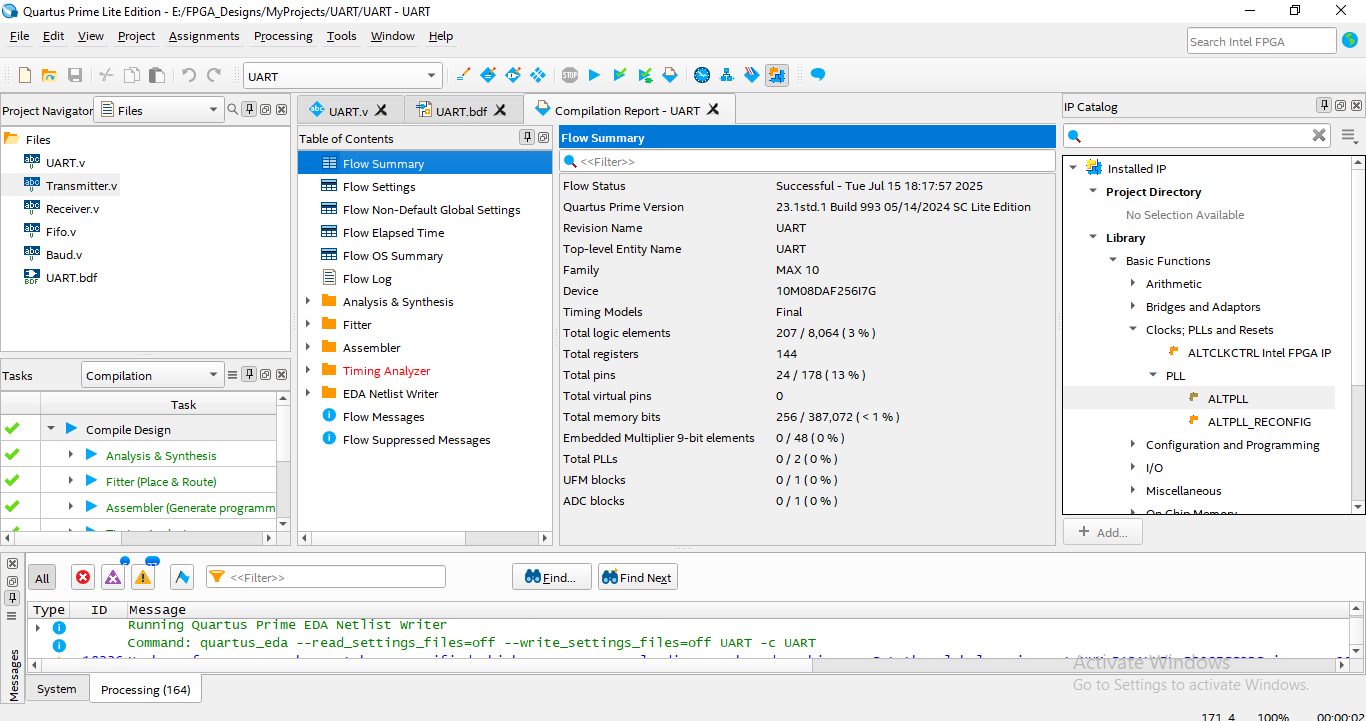 Quartus Prime Lite Edition - E:/FPGA_Designs/MyProjects/UART/UART - UART
File Edit View Project Assignments Processing Tools Window Help
Search Intel FPGA
UART
Project Navigator Files
Files
UART.v
Transmitter.v
Receiver.v
Fifo.v
Baud.v
UART.bdf
Tasks Compilation
Task
Compile Design
Analysis & Synthesis
Fitter (Place & Route)
Assembler (Generate programm
UART.v
UART.bdf
Compilation Report - UART
Table of Contents
Flow Summary
Flow Settings
Flow Non-Default Global Settings
Flow Elapsed Time
Flow OS Summary
Flow Log
Analysis & Synthesis
Fitter
Assembler
Timing Analyzer
EDA Netlist Writer
Flow Messages
Flow Suppressed Messages
Flow Summary
<<Filter>>
Flow Status Successful - Tue Jul 15 18:17:57 2025
Quartus Prime Version 23.1std.1 Build 993 05/14/2024 SC Lite Edition
Revision Name UART
Top-level Entity Name UART
Family MAX 10
Device 10M08DAF256I7G
Timing Models Final
Total logic elements 207 / 8,064 ( 3 % )
Total registers 144
Total pins 24 / 178 ( 13 % )
Total virtual pins 0
Total memory bits 256 / 387,072 ( < 1 % )
Embedded Multiplier 9-bit elements 0 / 48 ( 0 % )
Total PLLs 0 / 2 ( 0 % )
UFM blocks 0 / 1 ( 0 % )
ADC blocks 0 / 1 ( 0 % )
IP Catalog
Installed IP
Project Directory
No Selection Available
Library
Basic Functions
Arithmetic
Bridges and Adaptors
Clocks; PLLs and Resets
ALTCLKCTRL Intel FPGA IP
PLL
ALTPLL
ALTPLL_RECONFIG
Configuration and Programming
I/O
Miscellaneous
On Chip Memory
+ Add...
All <<Filter>> Find... Find Next
Type ID Message
Running Quartus Prime EDA Netlist Writer
Command: quartus_eda --read_settings_files=off --write_settings_files=off UART -c UART
Messages
System Processing (164)
Activate Windows
Go to Settings to activate Windows.
171, 4 100% 00:00:02